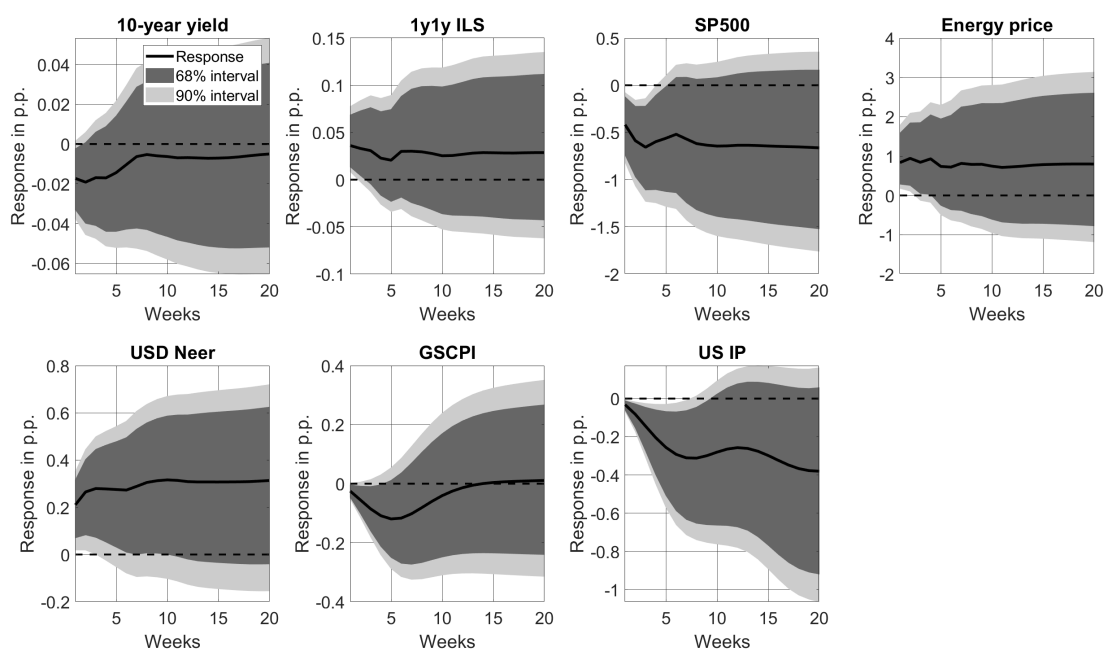 10-year yield
Response in p.p.
0.04
0.02
0
-0.02
-0.04
-0.06
5 10 15 20
Weeks
Response
68% interval
90% interval
1y1y ILS
Response in p.p.
0.15
0.1
0.05
0
-0.05
-0.1
5 10 15 20
Weeks
SP500
Response in p.p.
0.5
0
-0.5
-1
-1.5
-2
5 10 15 20
Weeks
Energy price
Response in p.p.
4
3
2
1
0
-1
-2
5 10 15 20
Weeks
USD Neer
Response in p.p.
0.8
0.6
0.4
0.2
0
-0.2
5 10 15 20
Weeks
GSCPI
Response in p.p.
0.4
0.2
0
-0.2
-0.4
5 10 15 20
Weeks
US IP
Response in p.p.
0
-0.2
-0.4
-0.6
-0.8
-1
5 10 15 20
Weeks